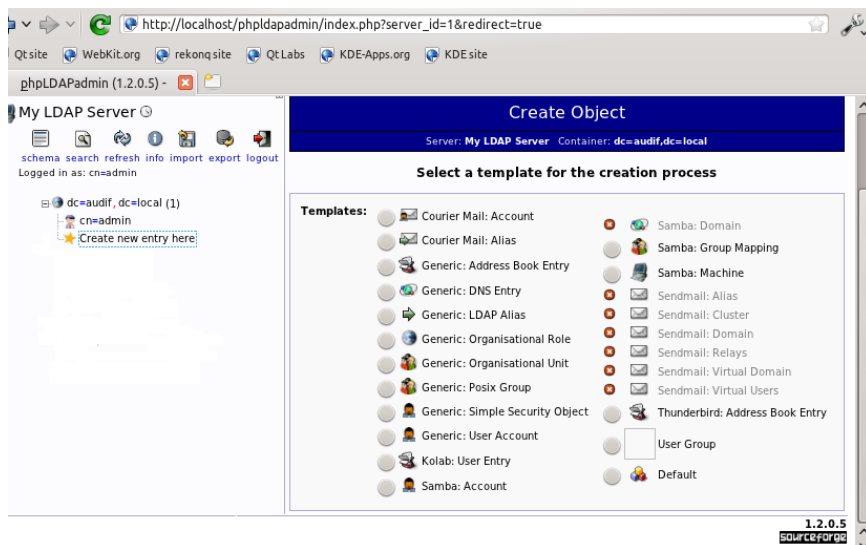 http://localhost/phpldapadmin/index.php?server_id=1&redirect=true
Qt site WebKit.org rekonq site Qt Labs KDE-Apps.org KDE site
phpLDAPadmin (1.2.0.5) -
My LDAP Server
schema search refresh info import export logout
Logged in as: cn=admin
dc=audif, dc=local (1)
cn=admin
Create new entry here
Create Object
Server: My LDAP Server Container: dc=audif,dc=local
Select a template for the creation process
Templates:
Courier Mail: Account
Courier Mail: Alias
Generic: Address Book Entry
Generic: DNS Entry
Generic: LDAP Alias
Generic: Organisational Role
Generic: Organisational Unit
Generic: Posix Group
Generic: Simple Security Object
Generic: User Account
Kolab: User Entry
Samba: Account
Samba: Domain
Samba: Group Mapping
Samba: Machine
Sendmail: Alias
Sendmail: Cluster
Sendmail: Domain
Sendmail: Relays
Sendmail: Virtual Domain
Sendmail: Virtual Users
Thunderbird: Address Book Entry
User Group
Default
1.2.0.5
sourceforge